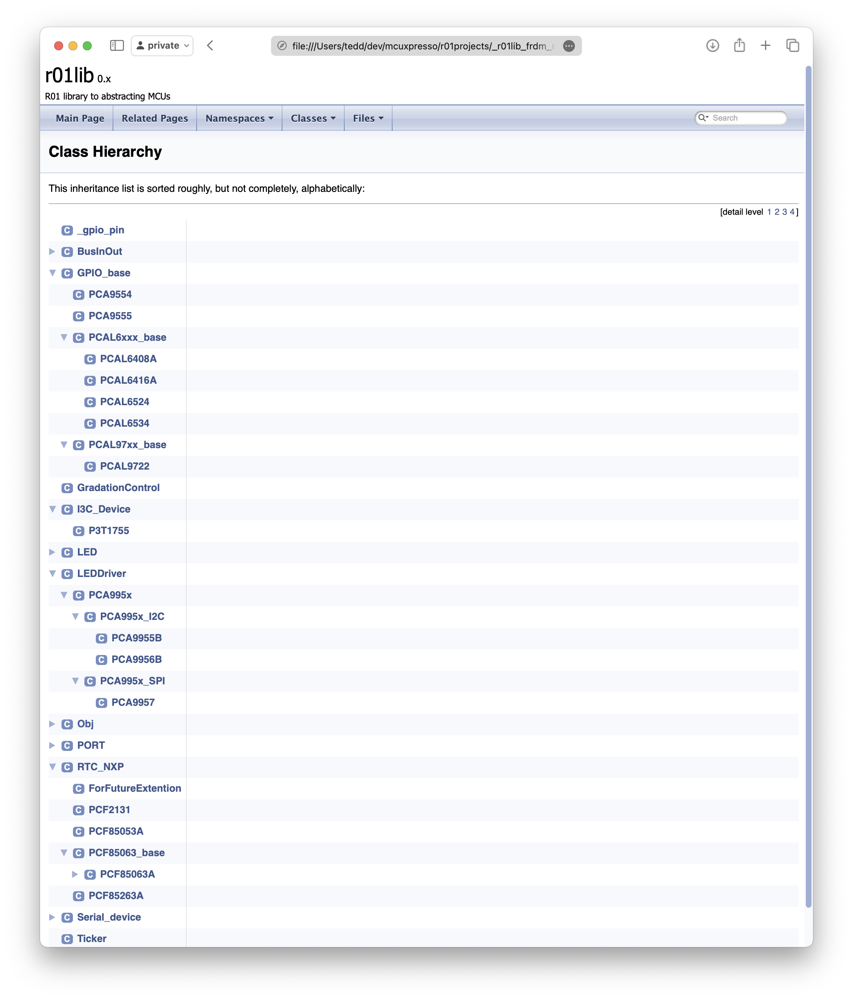 private
file:///Users/tedd/dev/mcuxpresso/r01projects/_r01lib_frdm_
r01lib 0.x
R01 library to abstracting MCUs
Main Page Related Pages Namespaces Classes Files Search
Class Hierarchy
This inheritance list is sorted roughly, but not completely, alphabetically:
[detail level 1 2 3 4]
C _gpio_pin
C BusInOut
C GPIO_base
C PCA9554
C PCA9555
C PCAL6xxx_base
C PCAL6408A
C PCAL6416A
C PCAL6524
C PCAL6534
C PCAL97xx_base
C PCAL9722
C GradationControl
C I3C_Device
C P3T1755
C LED
C LEDDriver
C PCA995x
C PCA995x_I2C
C PCA9955B
C PCA9956B
C PCA995x_SPI
C PCA9957
C Obj
C PORT
C RTC_NXP
C ForFutureExtention
C PCF2131
C PCF85053A
C PCF85063_base
C PCF85063A
C PCF85263A
C Serial_device
C Ticker